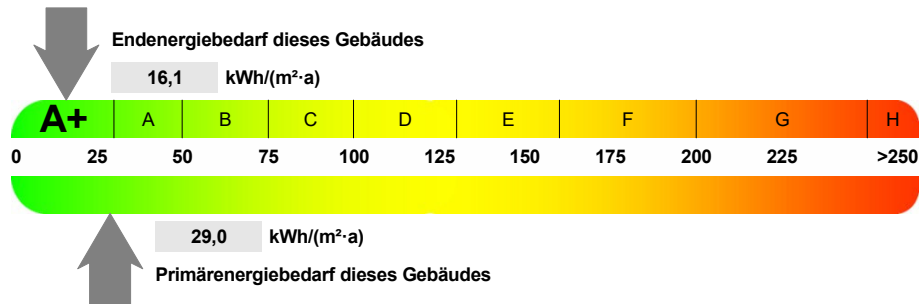 Endenergiebedarf dieses Gebäudes
16,1 kWh/(m²·a)
A+ A B C D E F G H
0 25 50 75 100 125 150 175 200 225 >250
29,0 kWh/(m²·a)
Primärenergiebedarf dieses Gebäudes